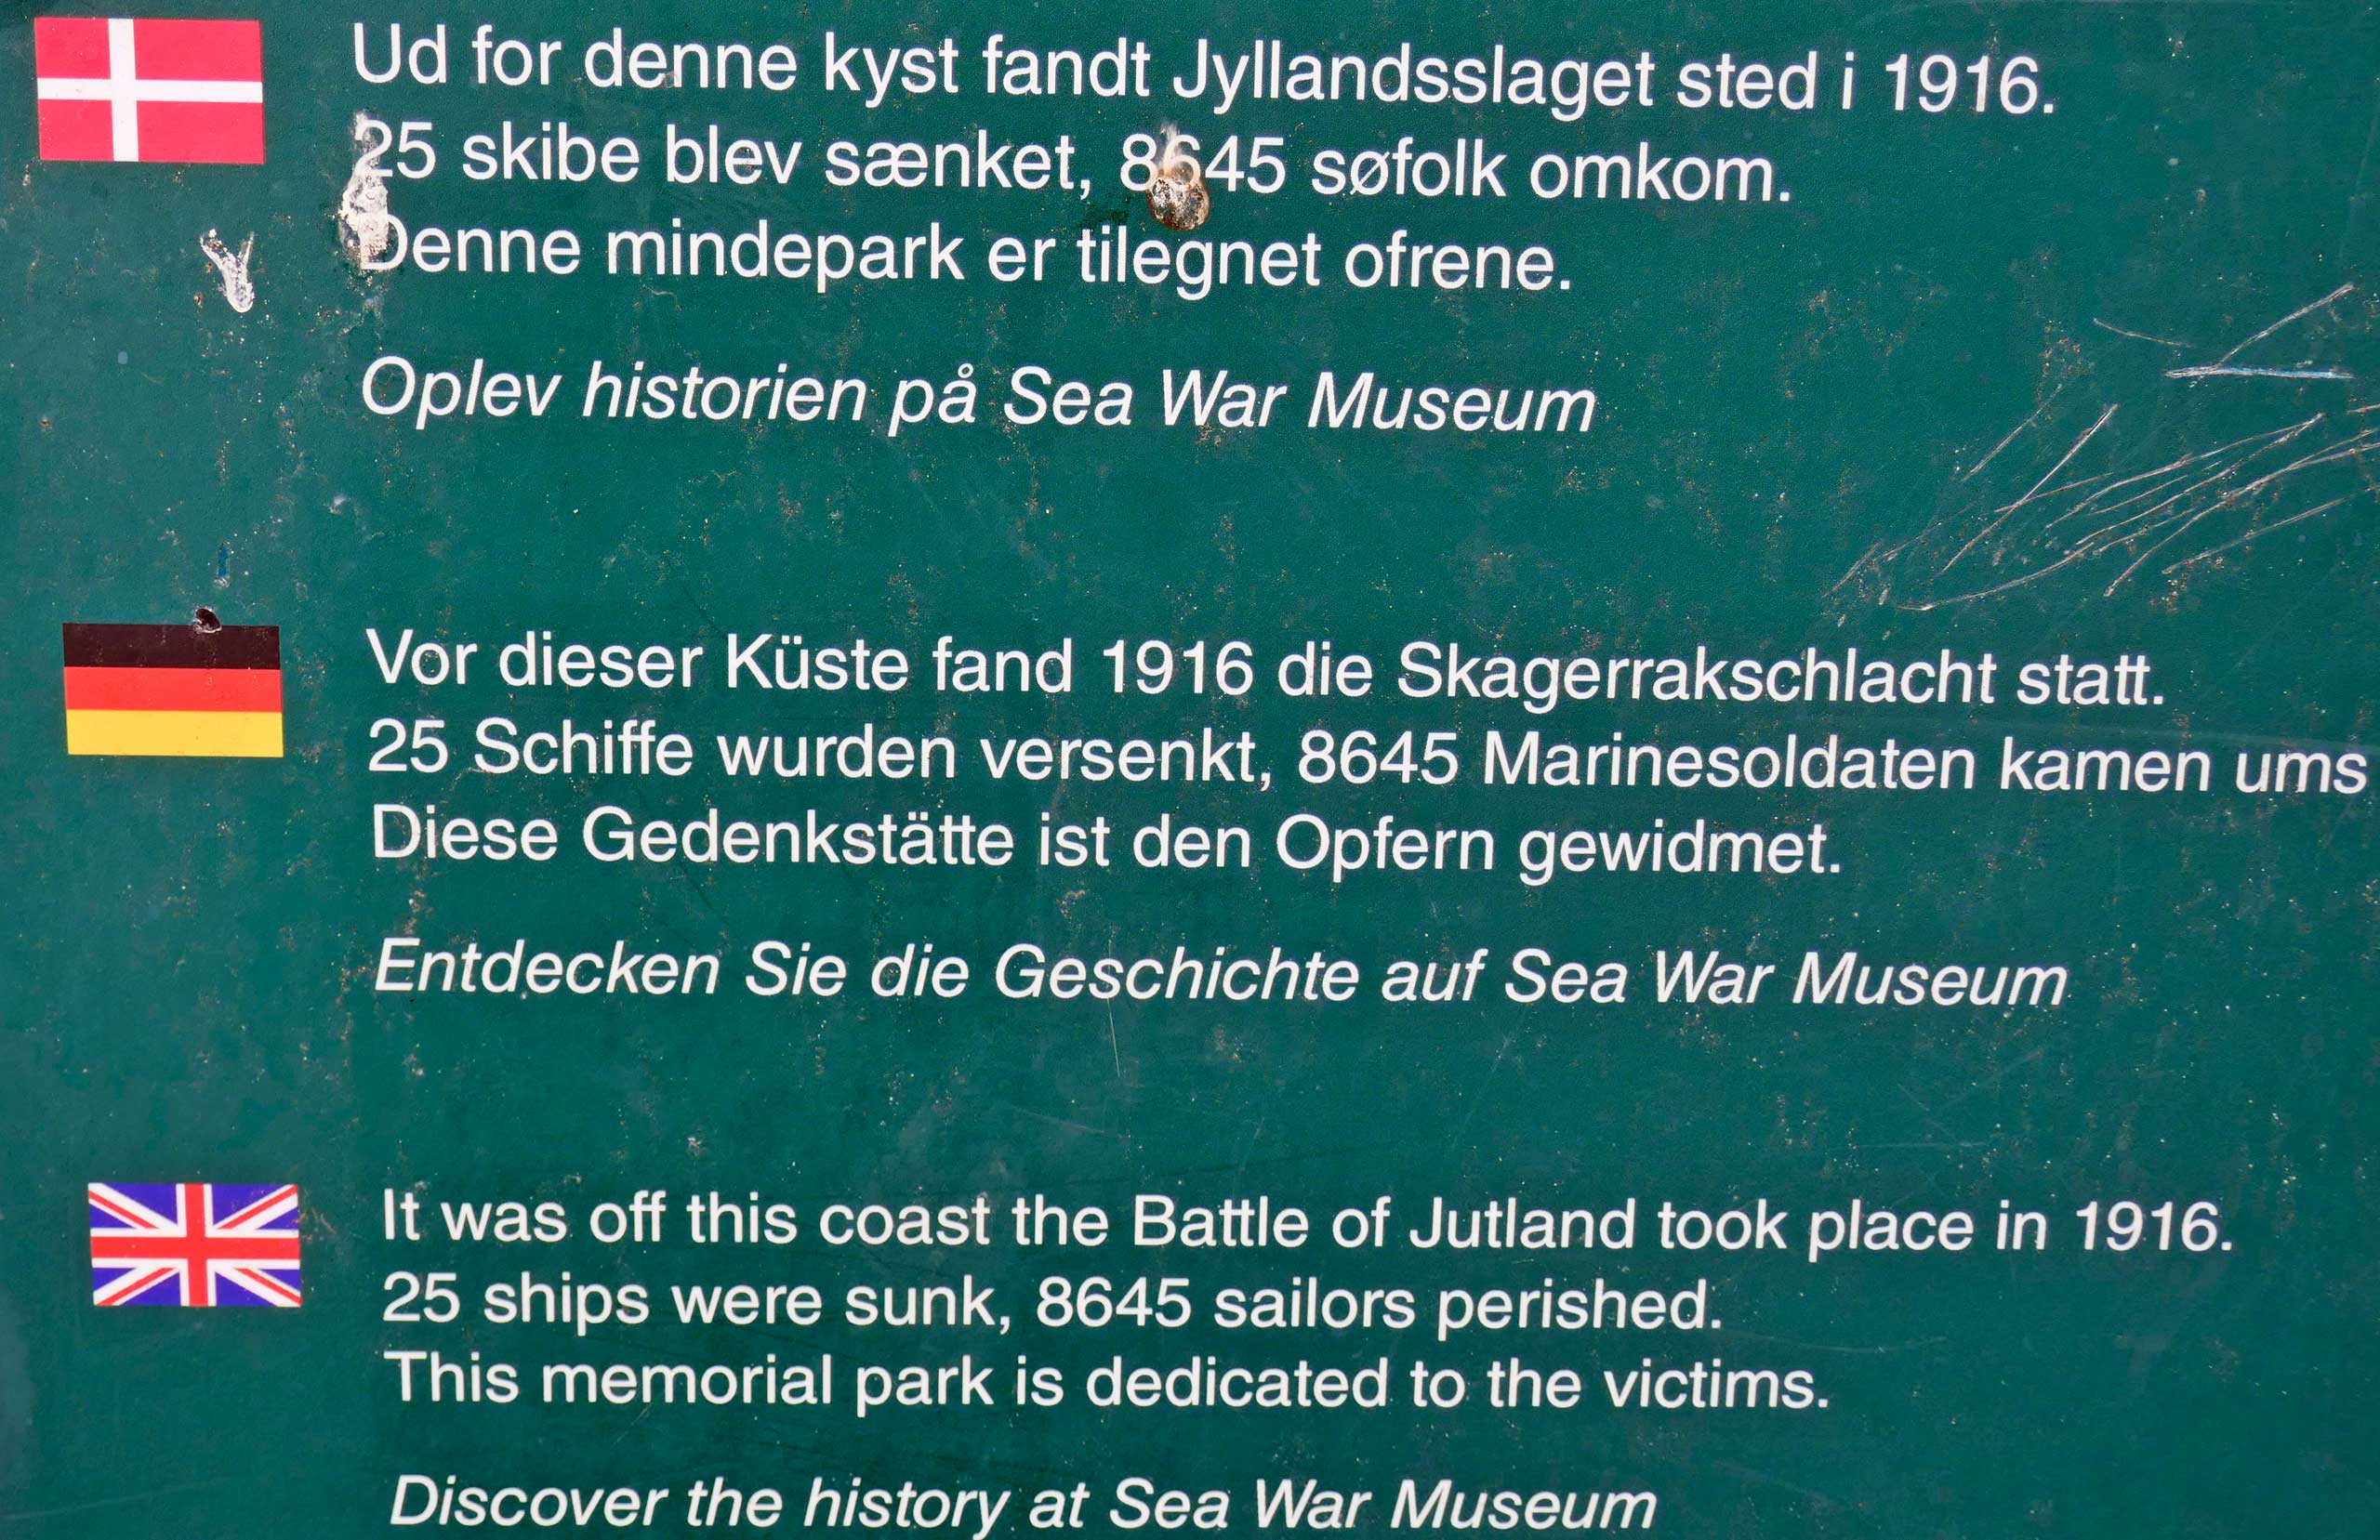 Ud for denne kyst fandt Jyllandsslaget sted i 1916.
25 skibe blev sænket, 8645 søfolk omkom.
Denne mindepark er tilegnet ofrene.
Oplev historien på Sea War Museum
Vor dieser Küste fand 1916 die Skagerrakschlacht statt.
25 Schiffe wurden versenkt, 8645 Marinesoldaten kamen ums
Diese Gedenkstätte ist den Opfern gewidmet.
Entdecken Sie die Geschichte auf Sea War Museum
It was off this coast the Battle of Jutland took place in 1916.
25 ships were sunk, 8645 sailors perished.
This memorial park is dedicated to the victims.
Discover the history at Sea War Museum